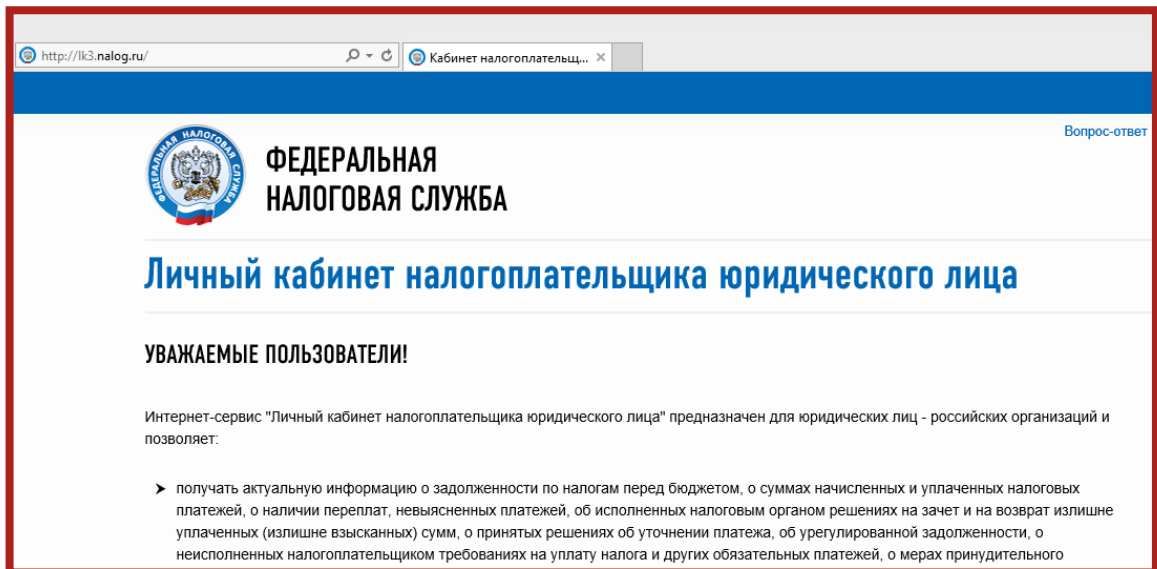 http://lk3.nalog.ru/
Кабинет налогоплательщ...
Вопрос-ответ
ФЕДЕРАЛЬНАЯ НАЛОГОВАЯ СЛУЖБА
ФЕДЕРАЛЬНАЯ
НАЛОГОВАЯ СЛУЖБА
Личный кабинет налогоплательщика юридического лица
УВАЖАЕМЫЕ ПОЛЬЗОВАТЕЛИ!
Интернет-сервис "Личный кабинет налогоплательщика юридического лица" предназначен для юридических лиц - российских организаций и
позволяет:
получать актуальную информацию о задолженности по налогам перед бюджетом, о суммах начисленных и уплаченных налоговых
платежей, о наличии переплат, невыясненных платежей, об исполненных налоговым органом решениях на зачет и на возврат излишне
уплаченных (излишне взысканных) сумм, о принятых решениях об уточнении платежа, об урегулированной задолженности, о
неисполненных налогоплательщиком требованиях на уплату налога и других обязательных платежей, о мерах принудительного